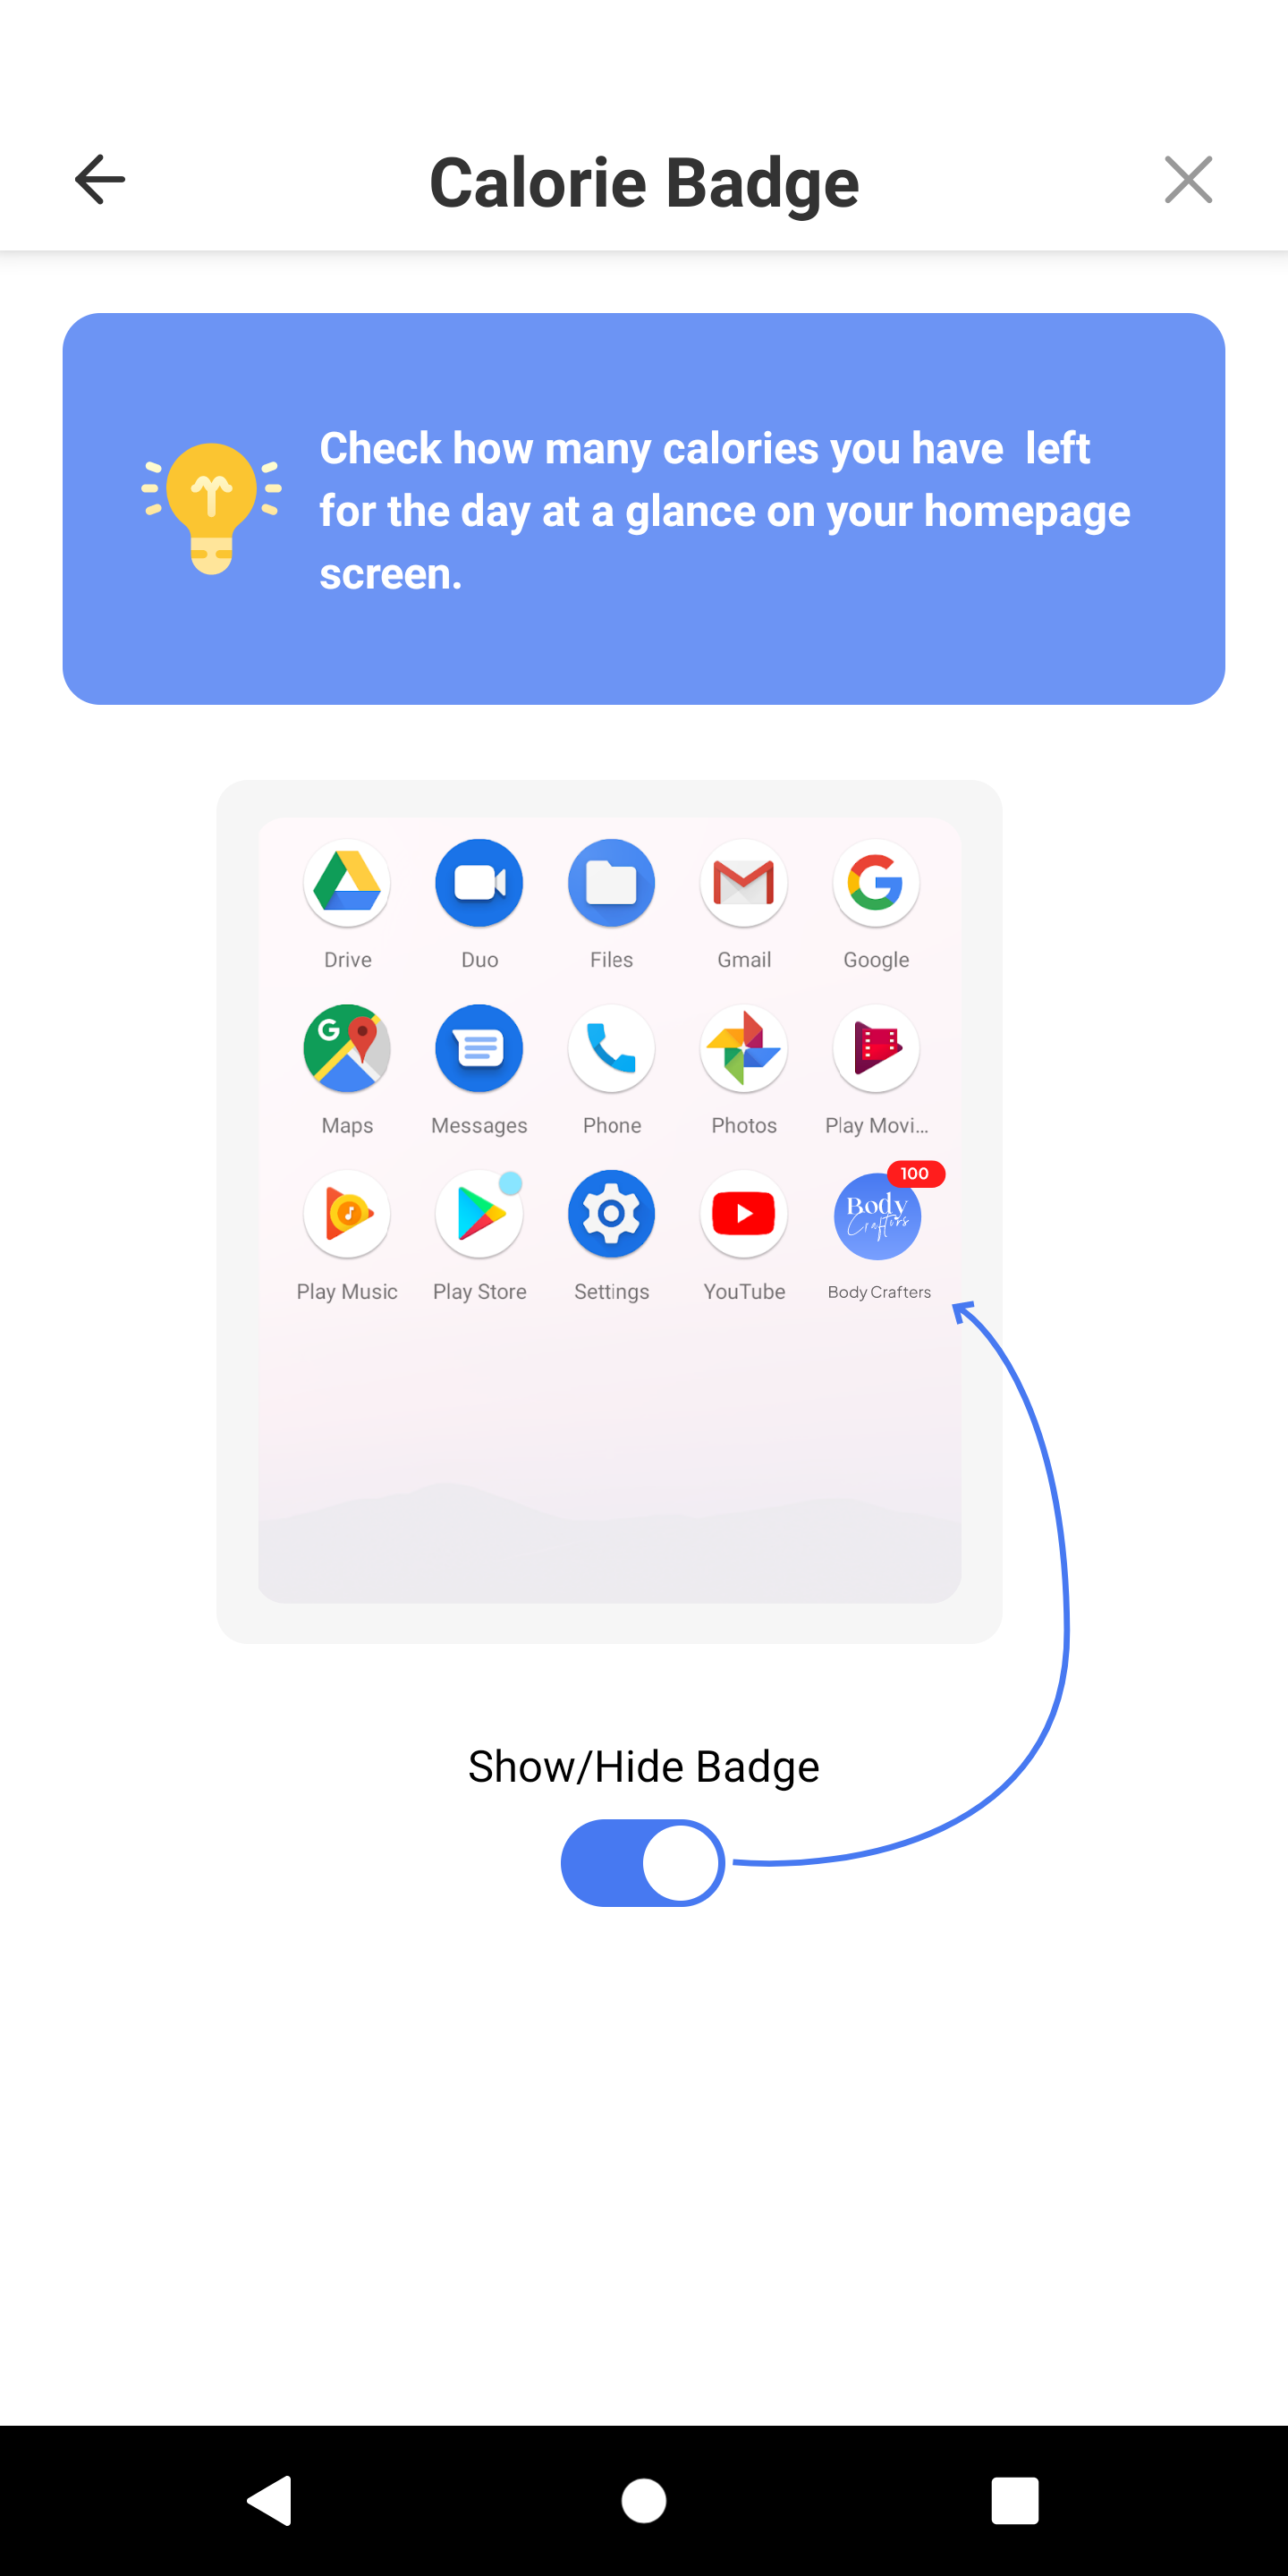 Calorie Badge
Check how many calories you have  left
for the day at a glance on your homepage
screen.
Drive Duo Files Gmail Google
Maps Messages Phone Photos Play Movi...
100
Body
Crafters
Play Music Play Store Settings YouTube Body Crafters
Show/Hide Badge